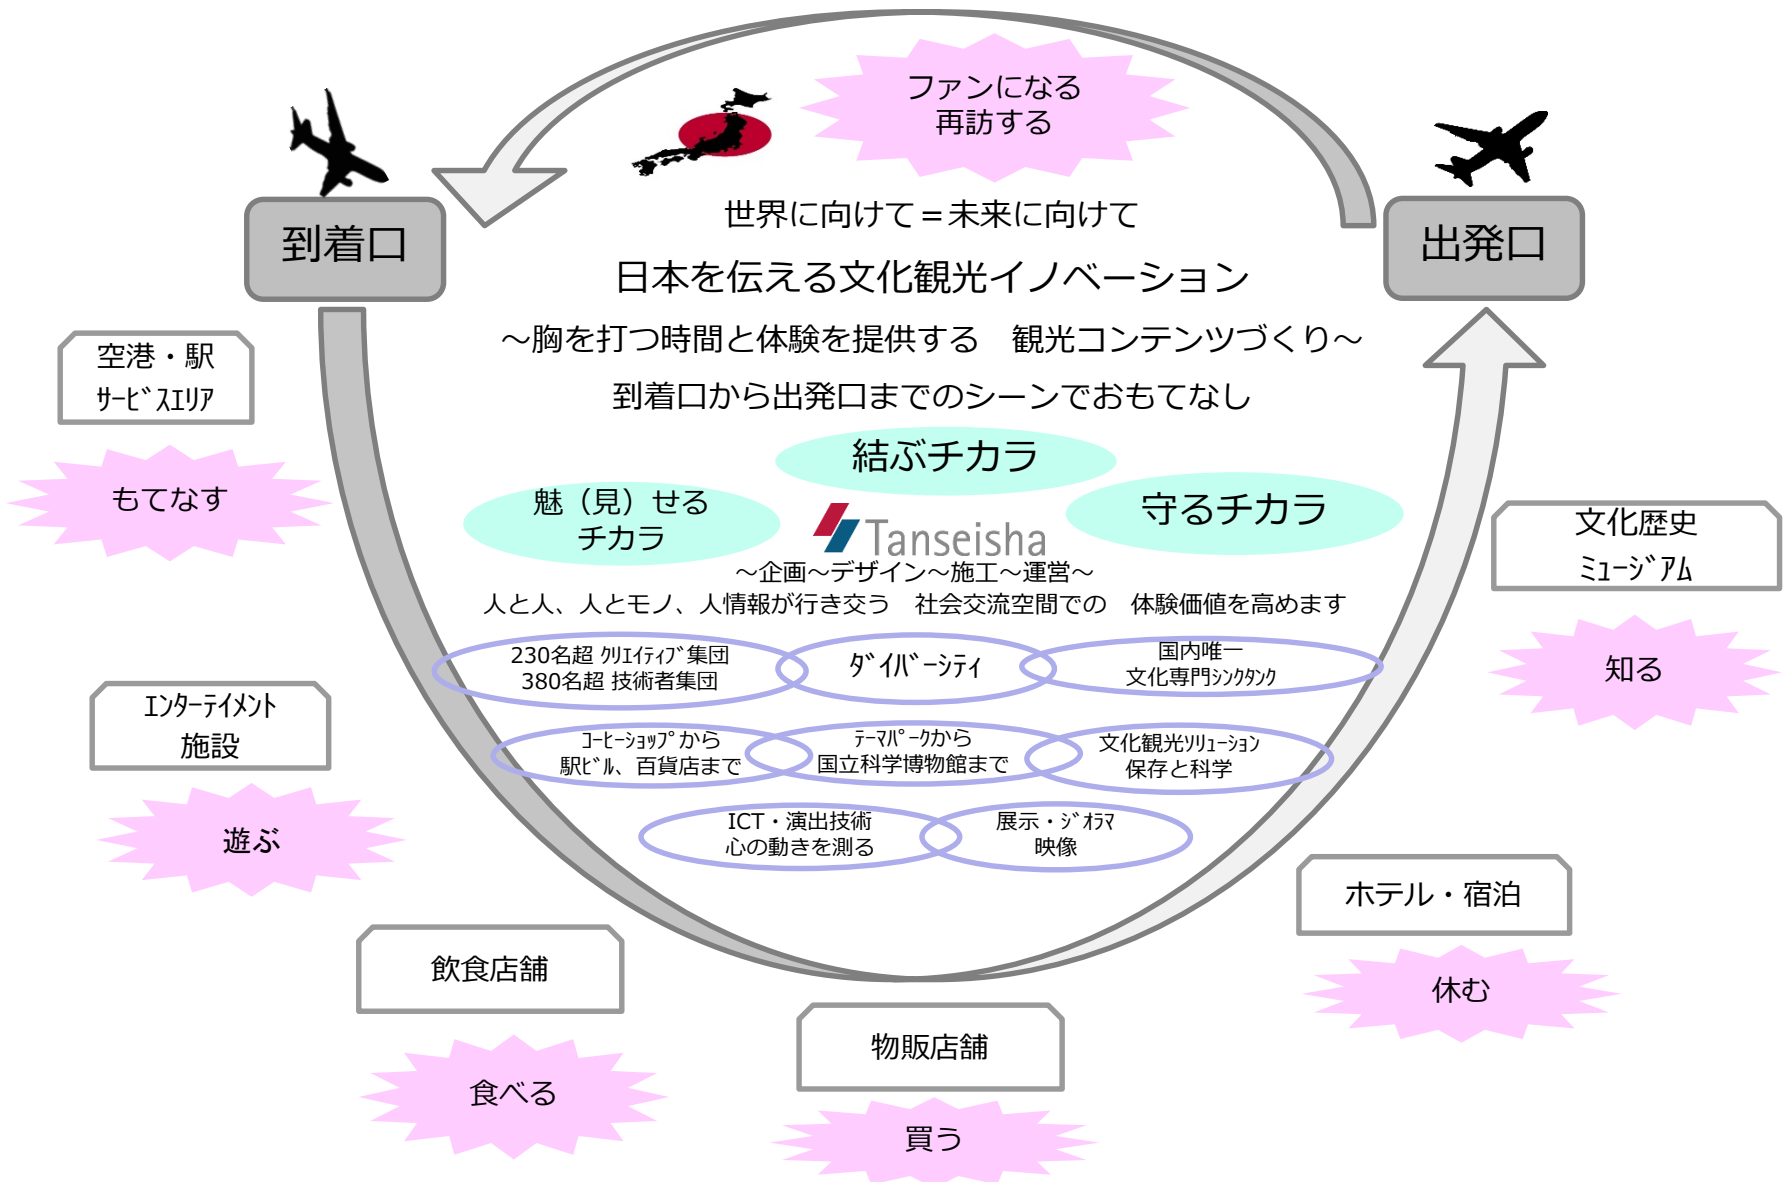 ファンになる
再訪する
到着口
出発口
世界に向けて＝未来に向けて
日本を伝える文化観光イノベーション
～胸を打つ時間と体験を提供する　観光コンテンツづくり～
到着口から出発口までのシーンでおもてなし
空港・駅
ｻｰﾋﾞｽｴﾘｱ
もてなす
結ぶチカラ
魅（見）せる
チカラ
守るチカラ
Tanseisha
～企画～デザイン～施工～運営～
人と人、人とモノ、人情報が行き交う　社会交流空間での　体験価値を高めます
230名超 ｸﾘｴｲﾃｨﾌﾞ集団
380名超 技術者集団
ﾀﾞｲﾊﾞｰｼﾃｨ
国内唯一
文化専門ｼﾝｸﾀﾝｸ
ｺｰﾋｰｼｮｯﾌﾟから
駅ﾋﾞﾙ、百貨店まで
ﾃｰﾏﾊﾟｰｸから
国立科学博物館まで
文化観光ｿﾘｭｰｼｮﾝ
保存と科学
ICT・演出技術
心の動きを測る
展示・ｼﾞｵﾗﾏ
映像
文化歴史
ﾐｭｰｼﾞｱﾑ
知る
ｴﾝﾀｰﾃｲﾒﾝﾄ
施設
遊ぶ
ホテル・宿泊
休む
飲食店舗
食べる
物販店舗
買う